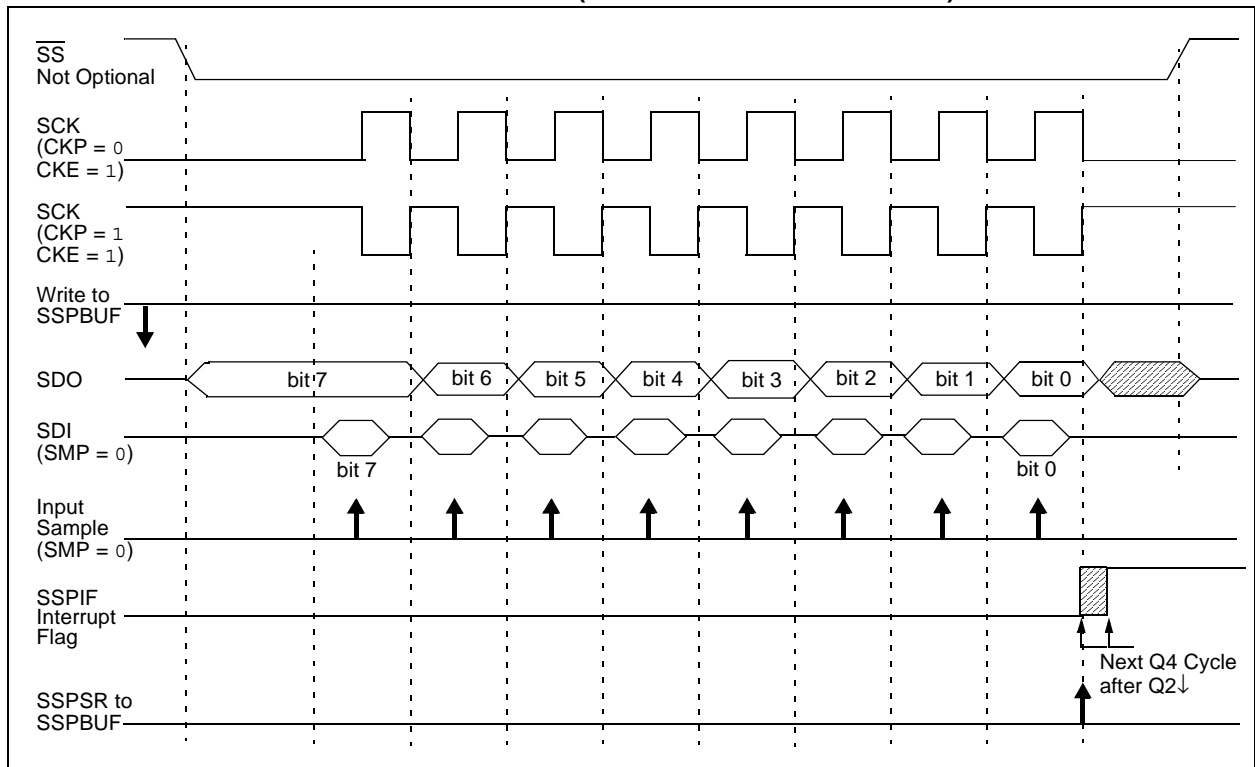 SS
Not Optional
SCK
(CKP = 0
CKE = 1)
SCK
(CKP = 1
CKE = 1)
Write to
SSPBUF
SDO
bit 7
bit 6
bit 5
bit 4
bit 3
bit 2
bit 1
bit 0
SDI
(SMP = 0)
bit 7
bit 0
Input
Sample
(SMP = 0)
SSPIF
Interrupt
Flag
Next Q4 Cycle
after Q2↓
SSPSR to
SSPBUF